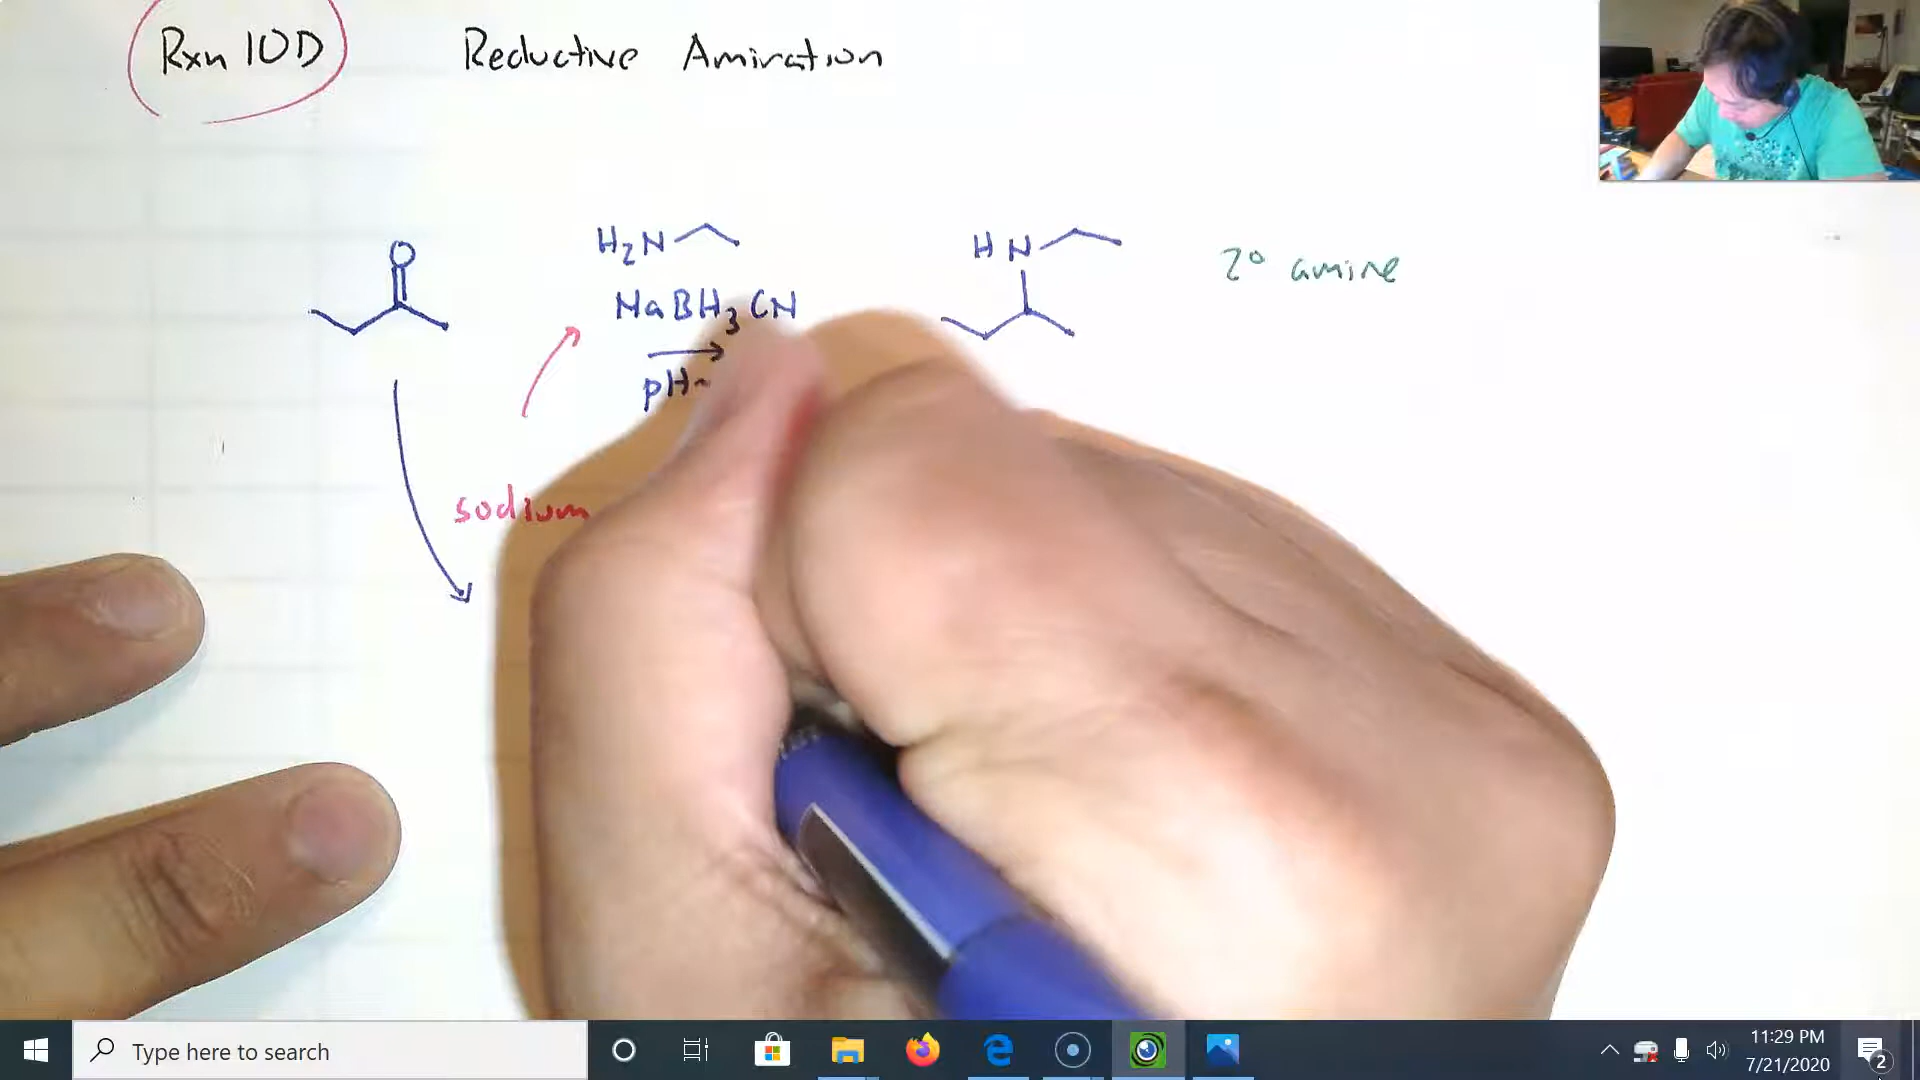 Rxn 10D
Reductive Amination
O
H₂N
NaBH₃CN
pH~
HN
2° amine
sodium
Type here to search
11:29 PM
7/21/2020
2